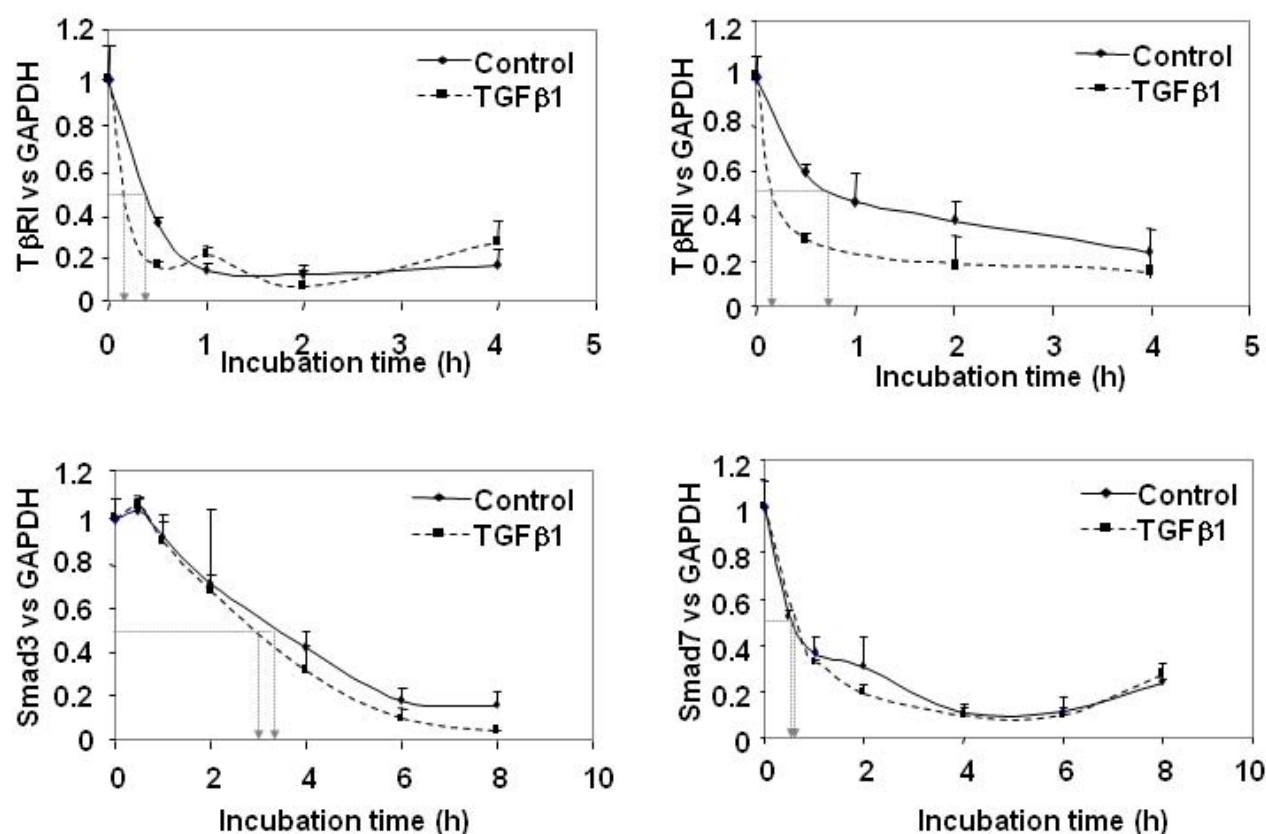 1.2
1
0.8
0.6
0.4
0.2
0
TβRI vs GAPDH
Control
TGFβ1
0 1 2 3 4 5
Incubation time (h)
1.2
1
0.8
0.6
0.4
0.2
0
TβRII vs GAPDH
Control
TGFβ1
0 1 2 3 4 5
Incubation time (h)
1.2
1
0.8
0.6
0.4
0.2
0
Smad3 vs GAPDH
Control
TGFβ1
0 2 4 6 8 10
Incubation time (h)
1.2
1
0.8
0.6
0.4
0.2
0
Smad7 vs GAPDH
Control
TGFβ1
0 2 4 6 8 10
Incubation time (h)